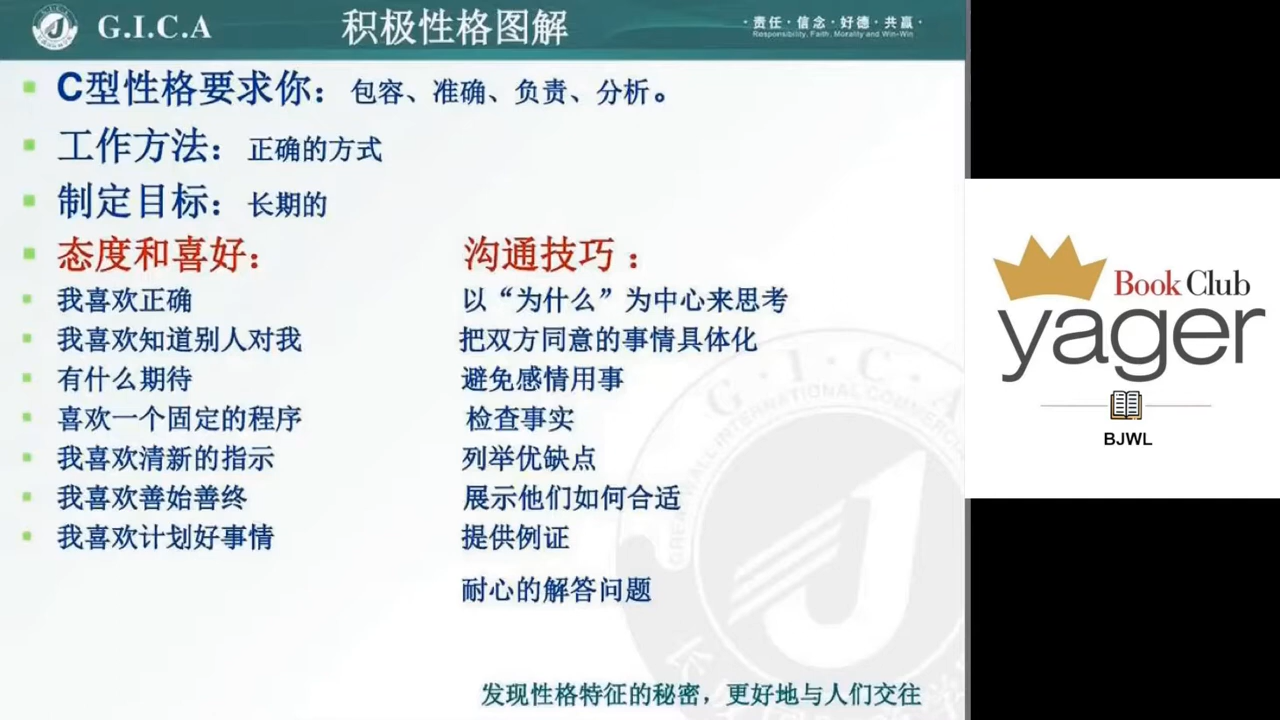 G.I.C.A
积极性格图解
·责任·信念·好德·共赢·
Responsibility, Faith, Morality and Win-Win
C型性格要求你：包容、准确、负责、分析。
工作方法：正确的方式
制定目标：长期的
态度和喜好：
我喜欢正确
我喜欢知道别人对我
有什么期待
喜欢一个固定的程序
我喜欢清新的指示
我喜欢善始善终
我喜欢计划好事情
沟通技巧：
以“为什么”为中心来思考
把双方同意的事情具体化
避免感情用事
检查事实
列举优缺点
展示他们如何合适
提供例证
耐心的解答问题
发现性格特征的秘密，更好地与人们交往
Book Club
yager
BJWL